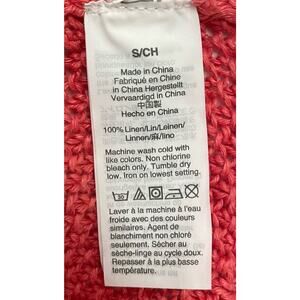 S/CH
Made in China
Fabriqué en Chine
in China Hergestellt
Vervaardigd in China
中国製
Hecho en China
100% Linen/Lin/Leinen/
Linnen/麻/lino
Machine wash cold with
like colors. Non chlorine
bleach only. Tumble dry
low. Iron on lowest setting.
30
Laver à la machine à l'eau
froide avec des couleurs
similaires. Agent de
blanchiment non chloré
seulement. Sécher au
sèche-linge au cycle doux.
Repasser à la plus basse
température.